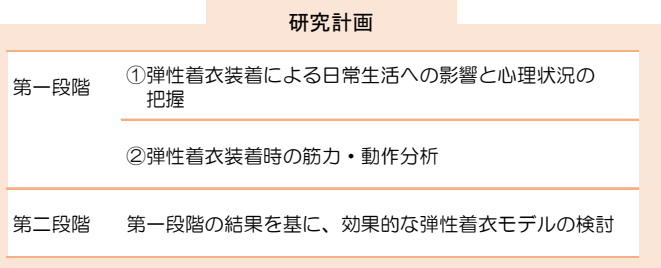 研究計画
第一段階
①弾性着衣装着による日常生活への影響と心理状況の
把握
②弾性着衣装着時の筋力・動作分析
第二段階
第一段階の結果を基に、効果的な弾性着衣モデルの検討